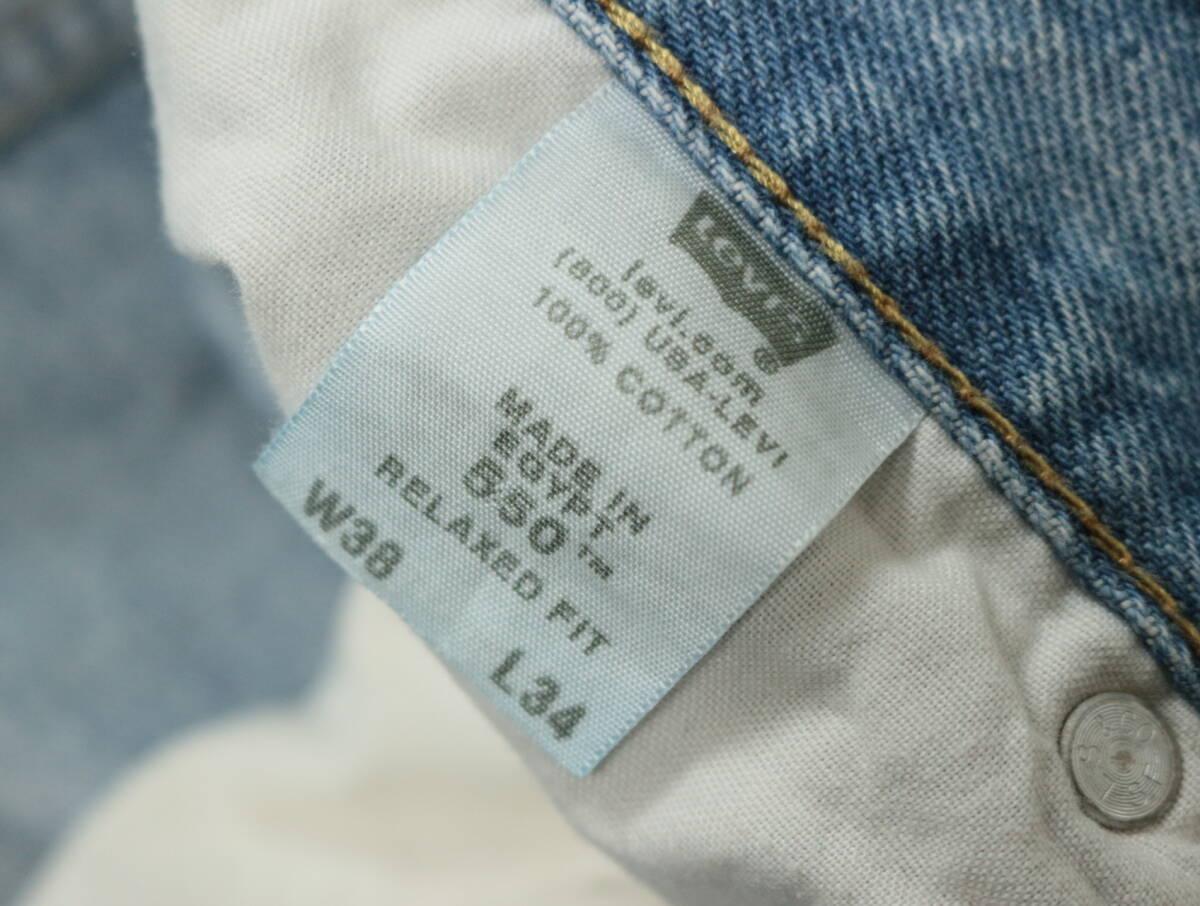 LEVI'S
®
levi.com
(800) USA-LEVI
100% COTTON
MADE IN
EGYPT
550™
RELAXED FIT
W38 L34